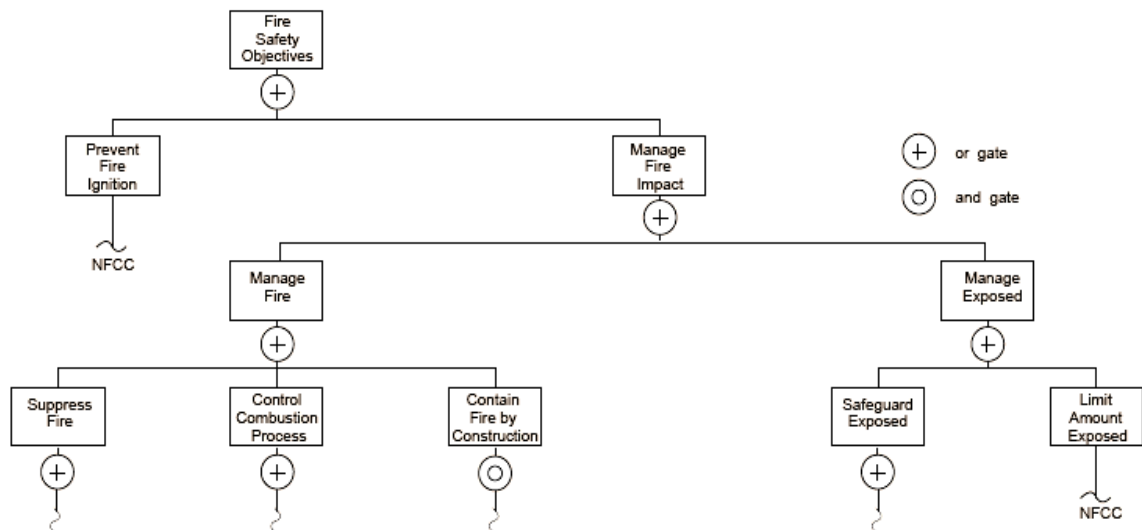 Fire
Safety
Objectives
Prevent
Fire
Ignition
Manage
Fire
Impact
or gate
and gate
NFCC
Manage
Fire
Manage
Exposed
Suppress
Fire
Control
Combustion
Process
Contain
Fire by
Construction
Safeguard
Exposed
Limit
Amount
Exposed
NFCC